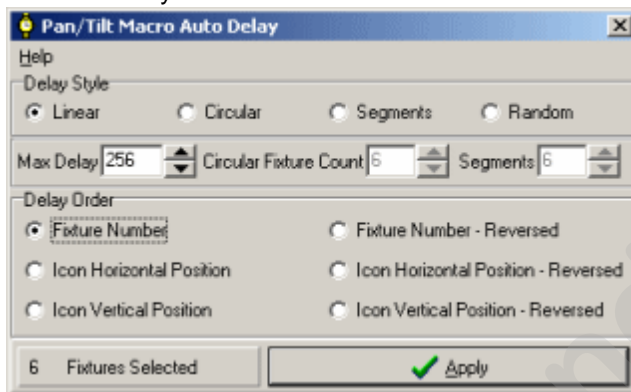 Pan/Tilt Macro Auto Delay
Help
Delay Style
Linear Circular Segments Random
Max Delay 256 Circular Fixture Count 6 Segments 6
Delay Order
Fixture Number Fixture Number - Reversed
Icon Horizontal Position Icon Horizontal Position - Reversed
Icon Vertical Position Icon Vertical Position - Reversed
6 Fixtures Selected Apply